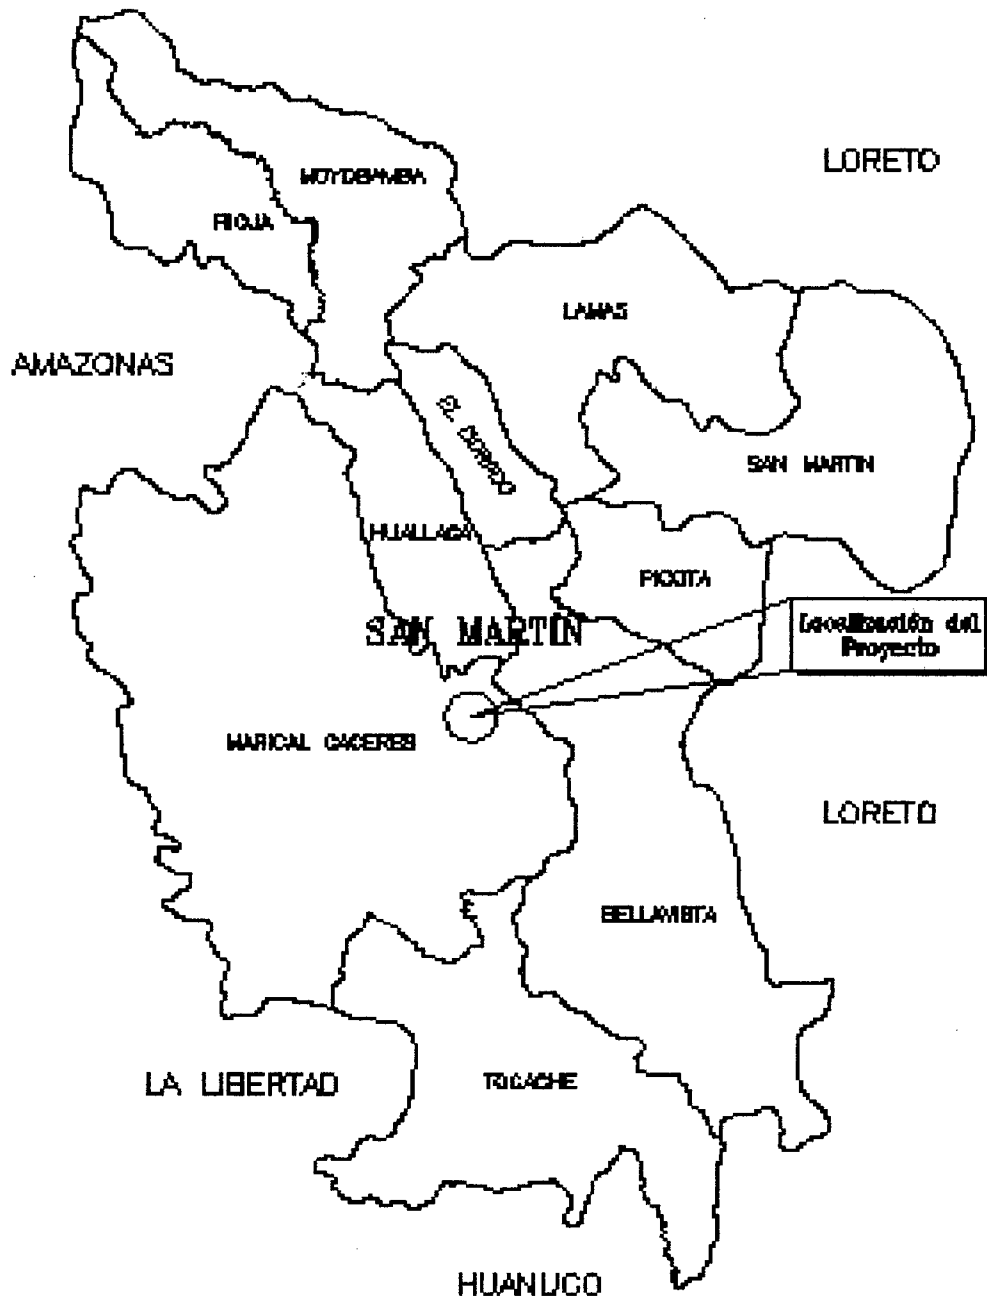 LORETO
MOYOBAMBA
RIOJA
LAMAS
AMAZONAS
EL DORADO
SAN MARTIN
HUALLAGA
PICOTA
SAN MARTÍN
Localización del
Proyecto
MARICAL CACERES
LORETO
BELLAVISTA
LA LIBERTAD
TOCACHE
HUANUCO